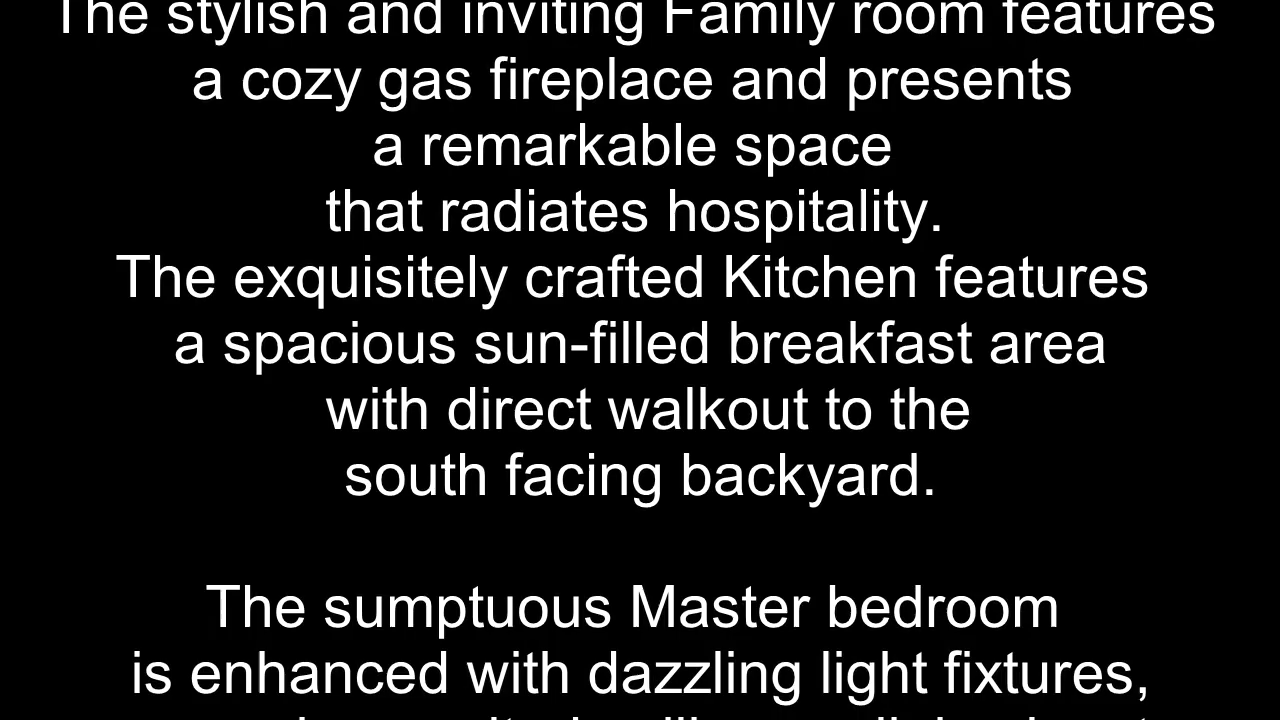 The stylish and inviting Family room features
a cozy gas fireplace and presents
a remarkable space
that radiates hospitality.
The exquisitely crafted Kitchen features
a spacious sun-filled breakfast area
with direct walkout to the
south facing backyard.
The sumptuous Master bedroom
is enhanced with dazzling light fixtures,